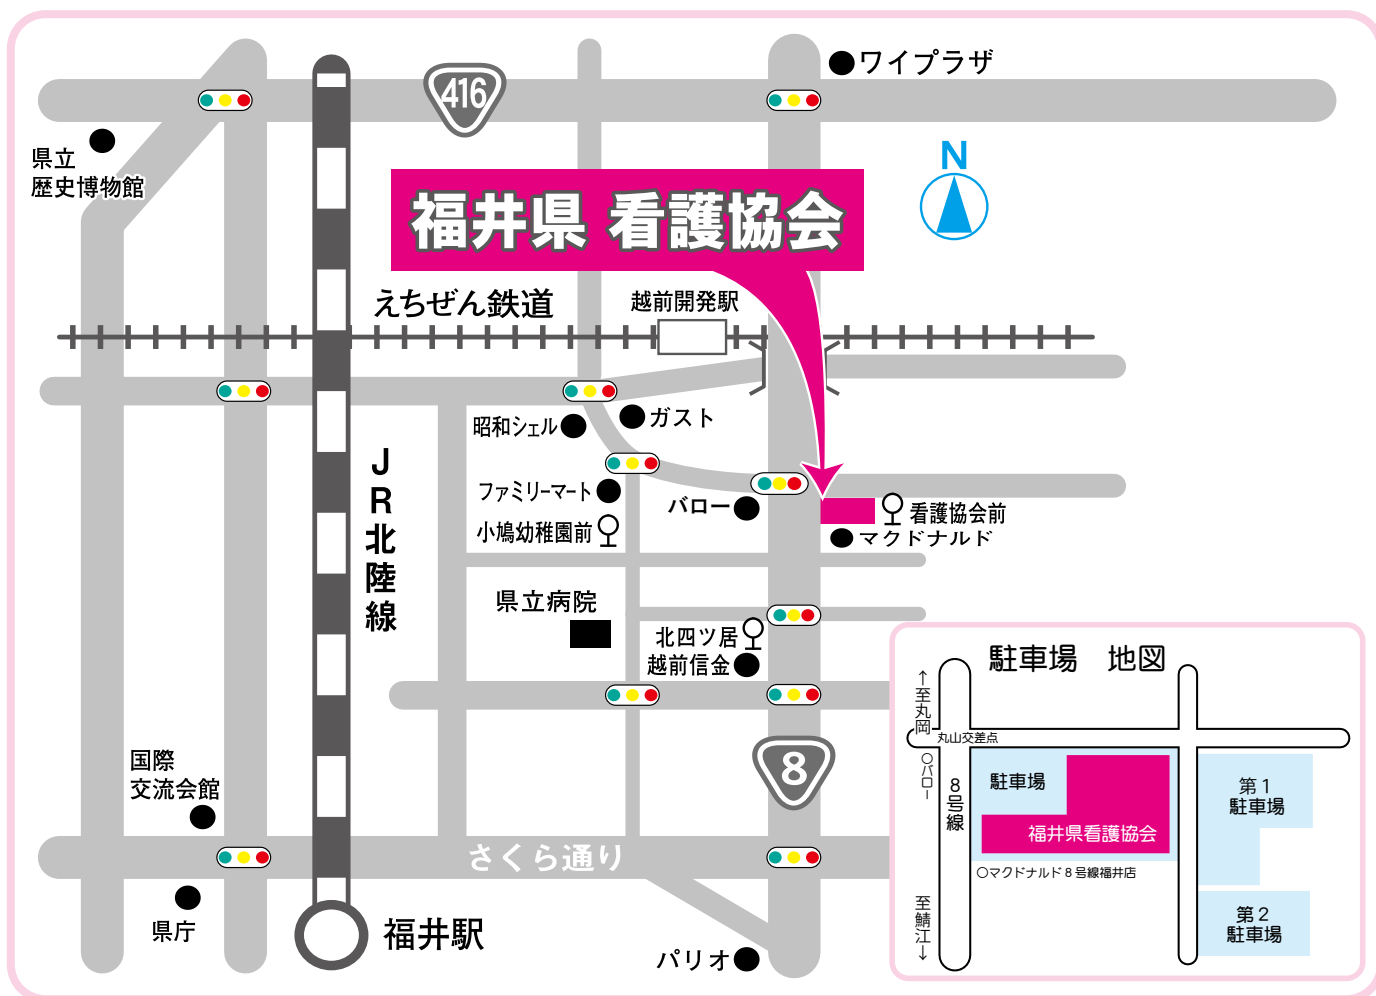 ワイプラザ
416
県立
歴史博物館
N
福井県 看護協会
えちぜん鉄道
越前開発駅
昭和シェル
ガスト
JR北陸線
ファミリーマート
バロー
看護協会前
小鳩幼稚園前
マクドナルド
県立病院
北四ツ居
越前信金
国際
交流会館
8
さくら通り
県庁
福井駅
パリオ
駐車場 地図
↑至丸岡
丸山交差点
○バロー
8号線
駐車場
第1
駐車場
福井県看護協会
○マクドナルド8号線福井店
至鯖江↓
第2
駐車場